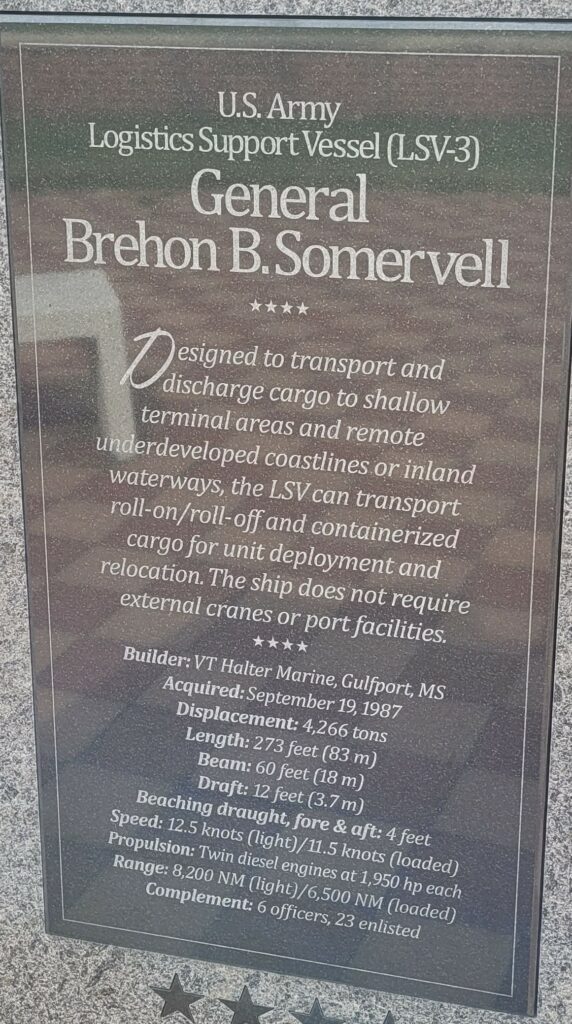 U.S. Army
Logistics Support Vessel (LSV-3)
General
Brehon B. Somervell
Designed to transport and
discharge cargo to shallow
terminal areas and remote
underdeveloped coastlines or inland
waterways, the LSV can transport
roll-on/roll-off and containerized
cargo for unit deployment and
relocation. The ship does not require
external cranes or port facilities.
Builder: VT Halter Marine, Gulfport, MS
Acquired: September 19, 1987
Displacement: 4,266 tons
Length: 273 feet (83 m)
Beam: 60 feet (18 m)
Draft: 12 feet (3.7 m)
Beaching draught, fore & aft: 4 feet
Speed: 12.5 knots (light)/11.5 knots (loaded)
Propulsion: Twin diesel engines at 1,950 hp each
Range: 8,200 NM (light)/6,500 NM (loaded)
Complement: 6 officers, 23 enlisted